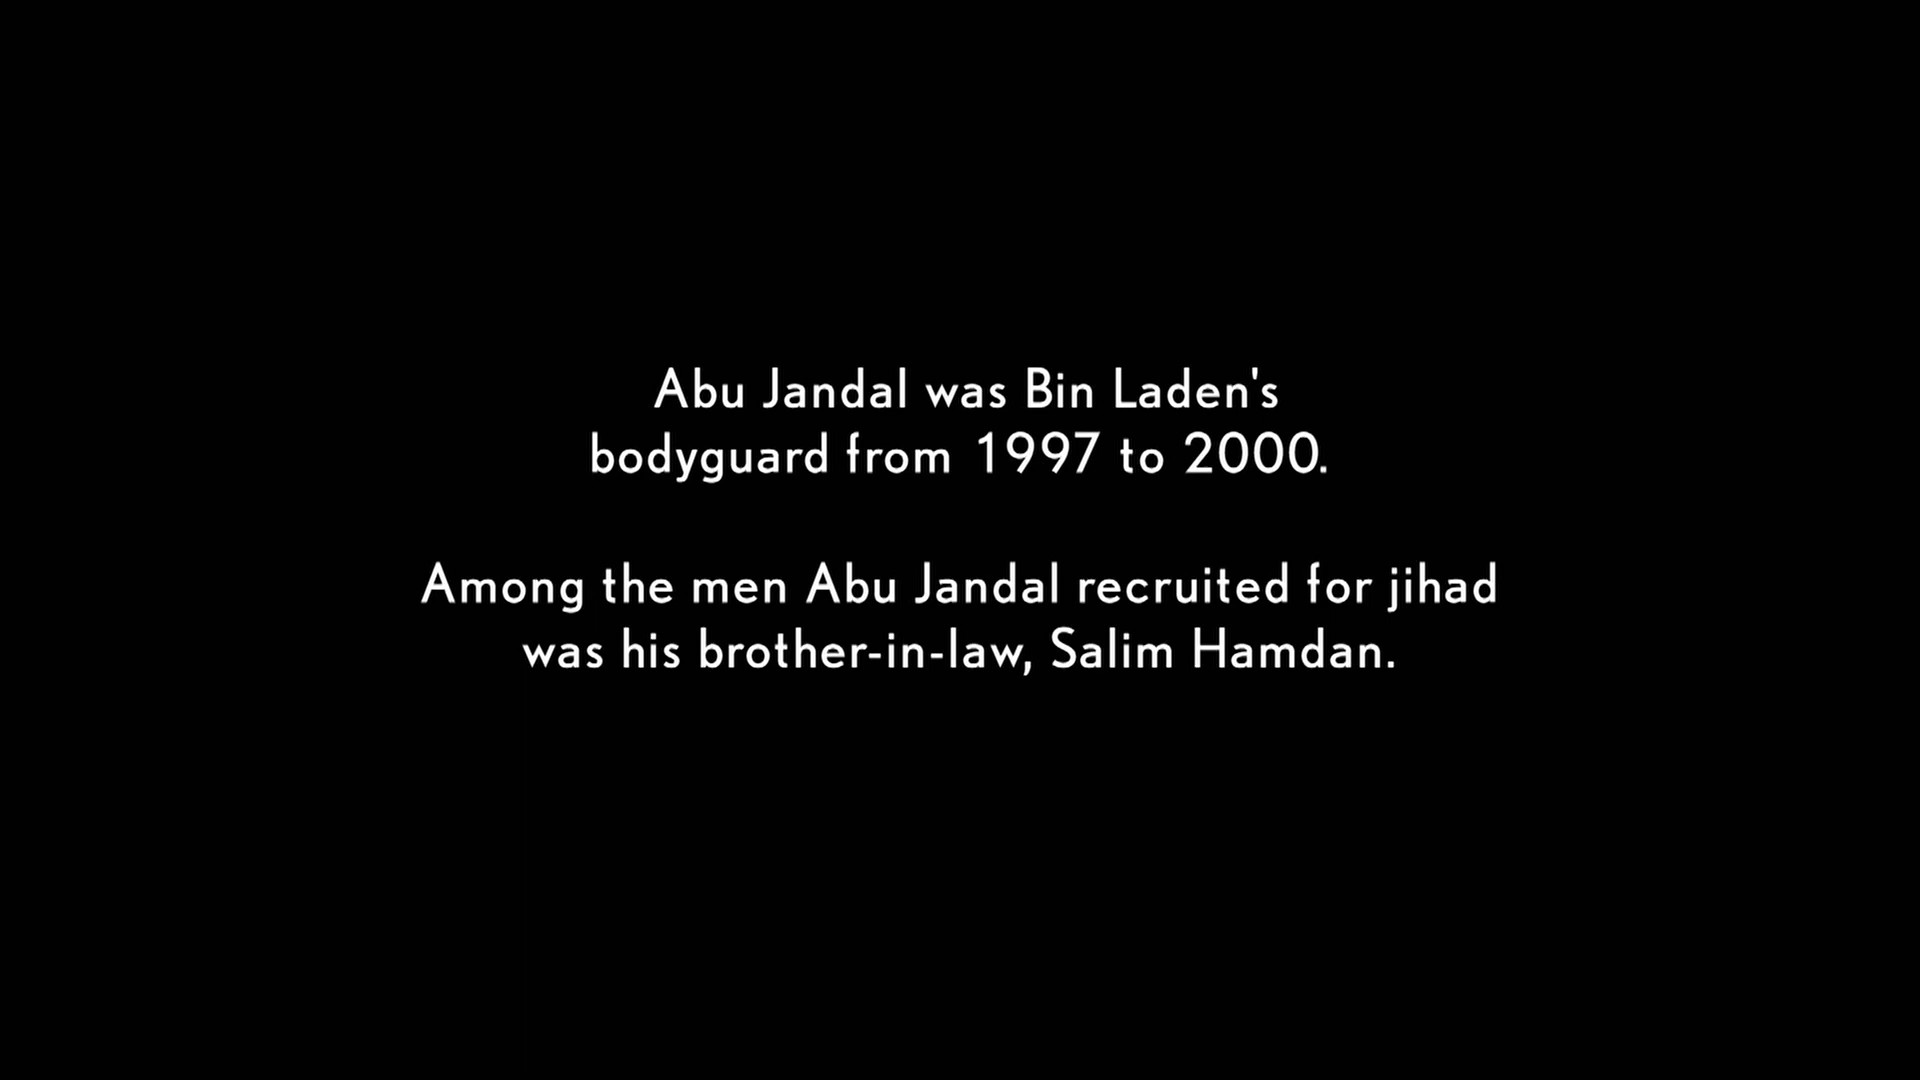 Abu Jandal was Bin Laden's
bodyguard from 1997 to 2000.
Among the men Abu Jandal recruited for jihad
was his brother-in-law, Salim Hamdan.